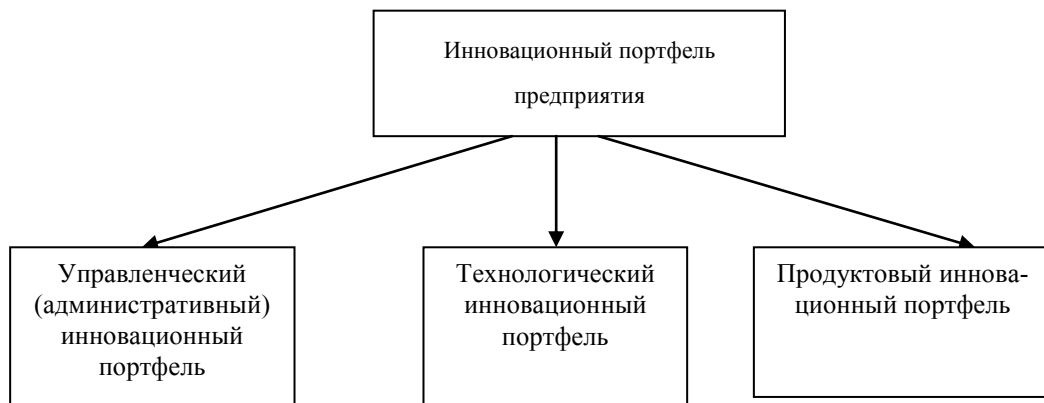 Инновационный портфель
предприятия
Управленческий
(административный)
инновационный
портфель
Технологический
инновационный
портфель
Продуктовый иннова-
ционный портфель